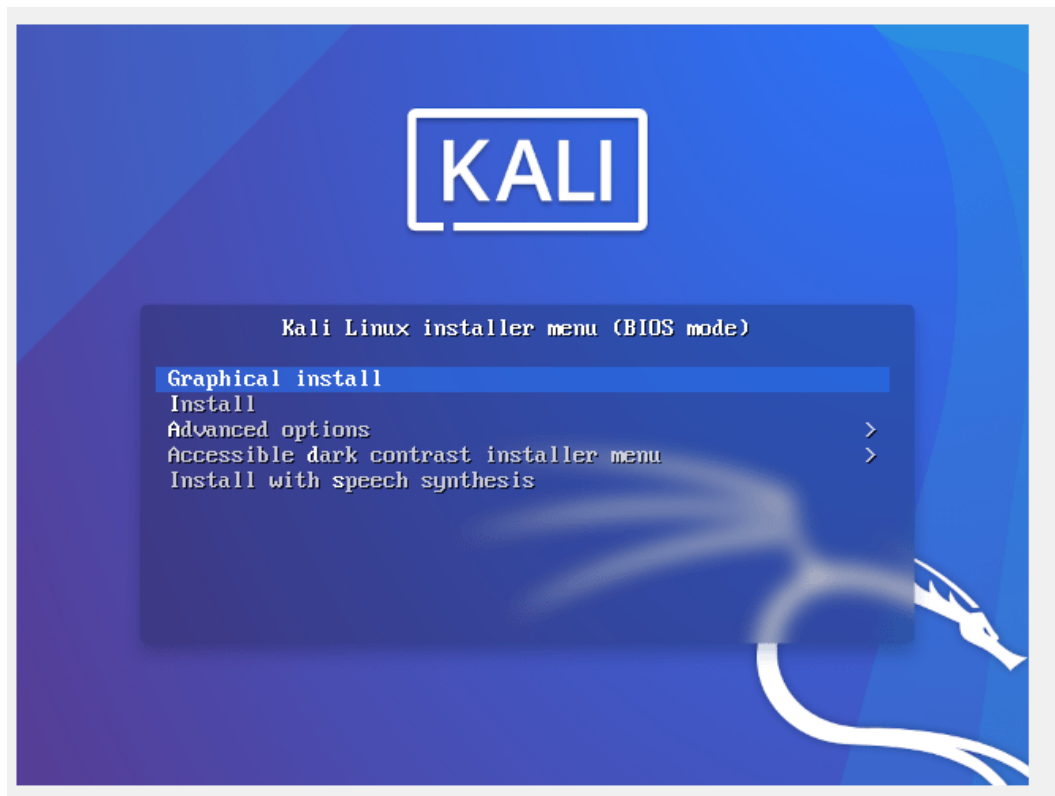 KALI
Kali Linux installer menu (BIOS mode)
Graphical install
Install
Advanced options >
Accessible dark contrast installer menu >
Install with speech synthesis